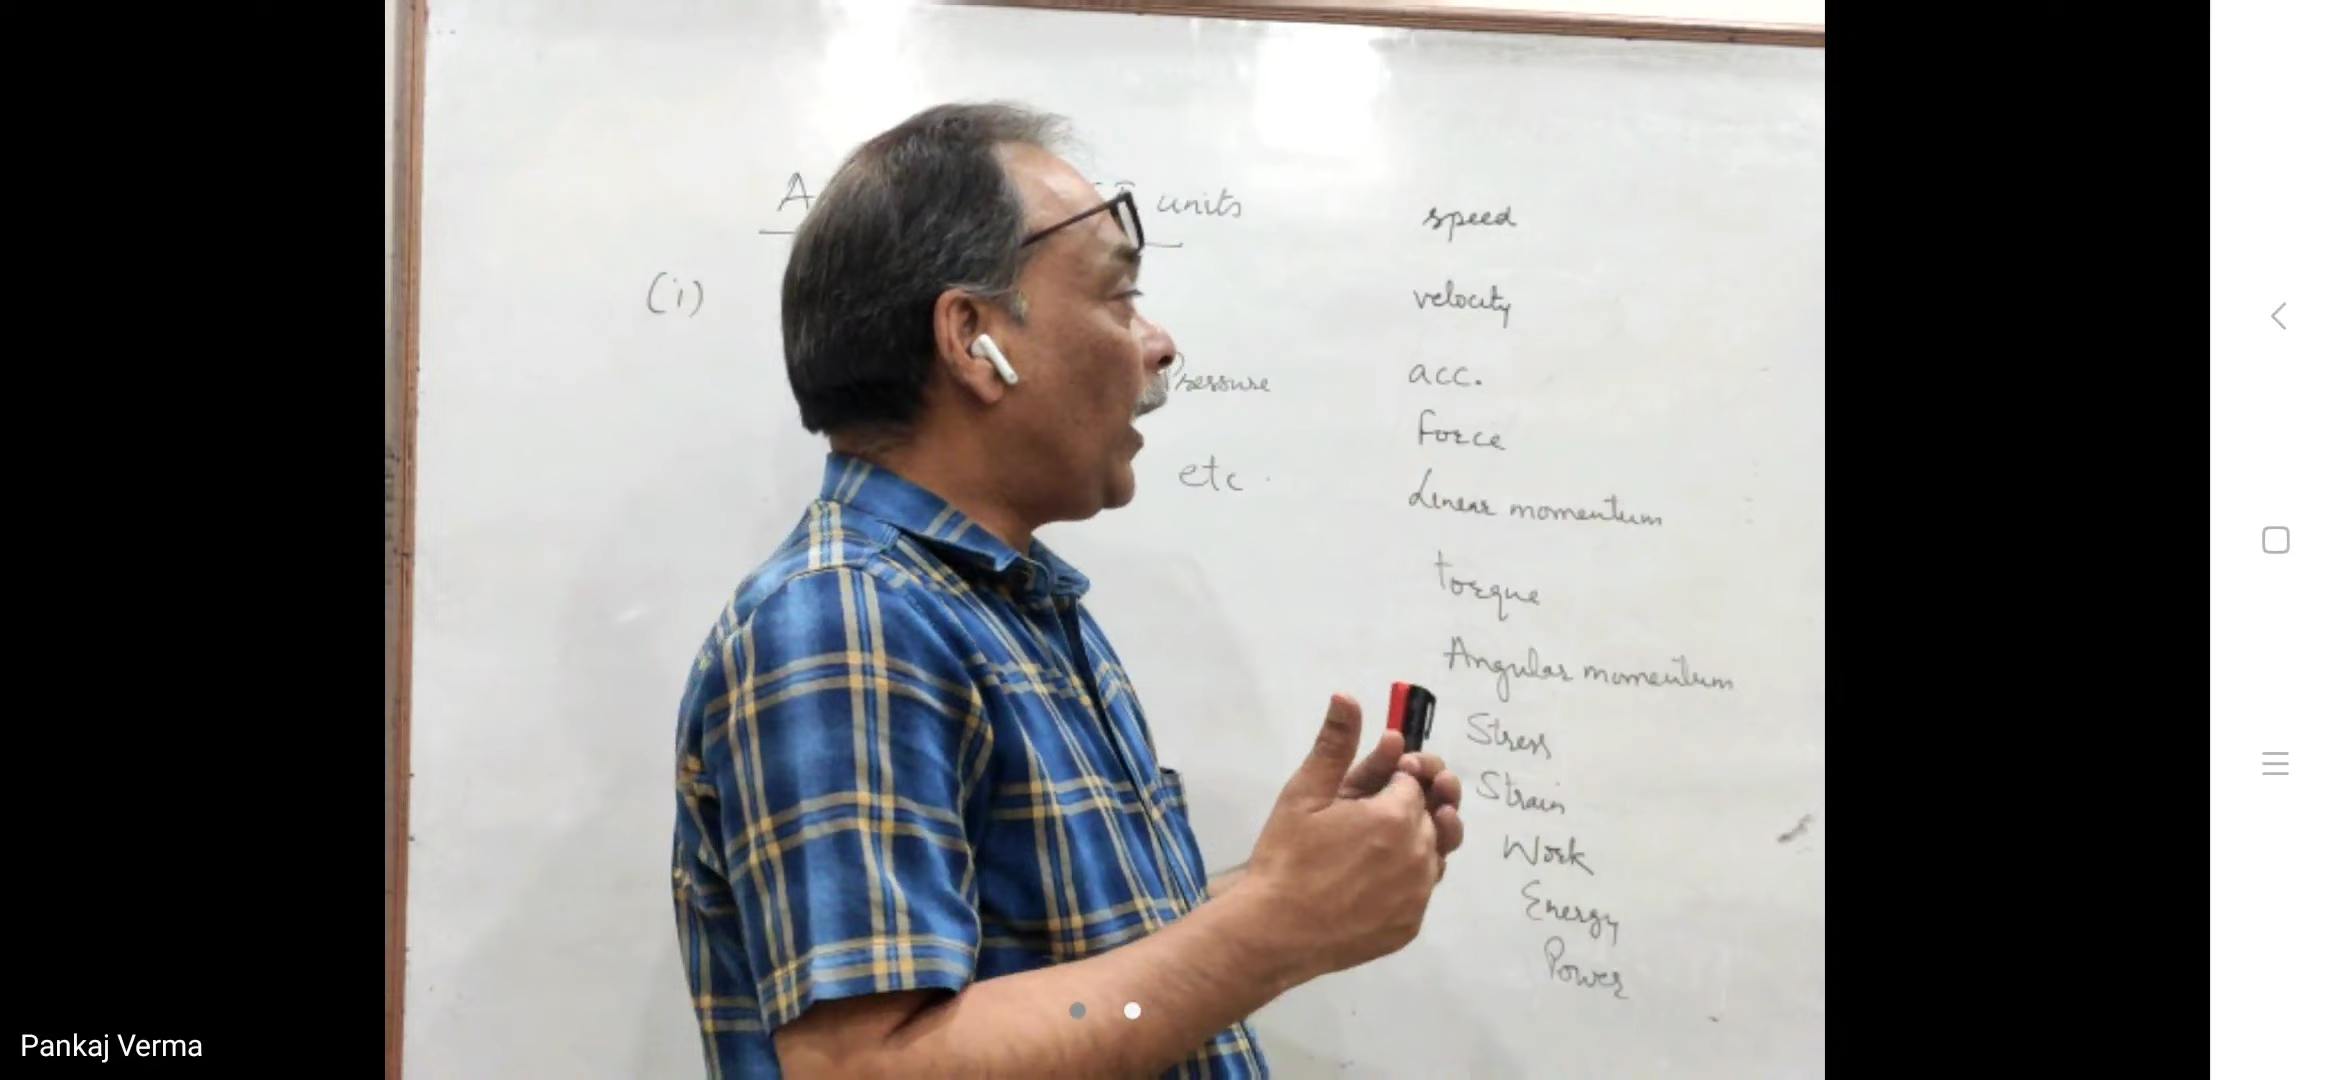 units
(i)
Pressure
etc.
speed
velocity
acc.
force
Linear momentum
torque
Angular momentum
Stress
Strain
Work
Energy
Power
Pankaj Verma